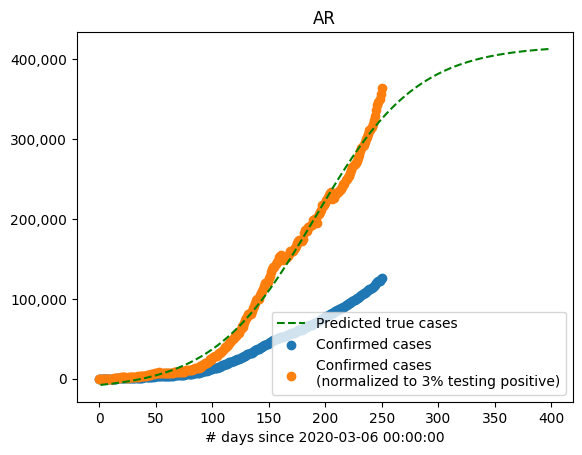 AR
400,000
300,000
200,000
100,000
0
Predicted true cases
Confirmed cases
Confirmed cases
(normalized to 3% testing positive)
0 50 100 150 200 250 300 350 400
# days since 2020-03-06 00:00:00